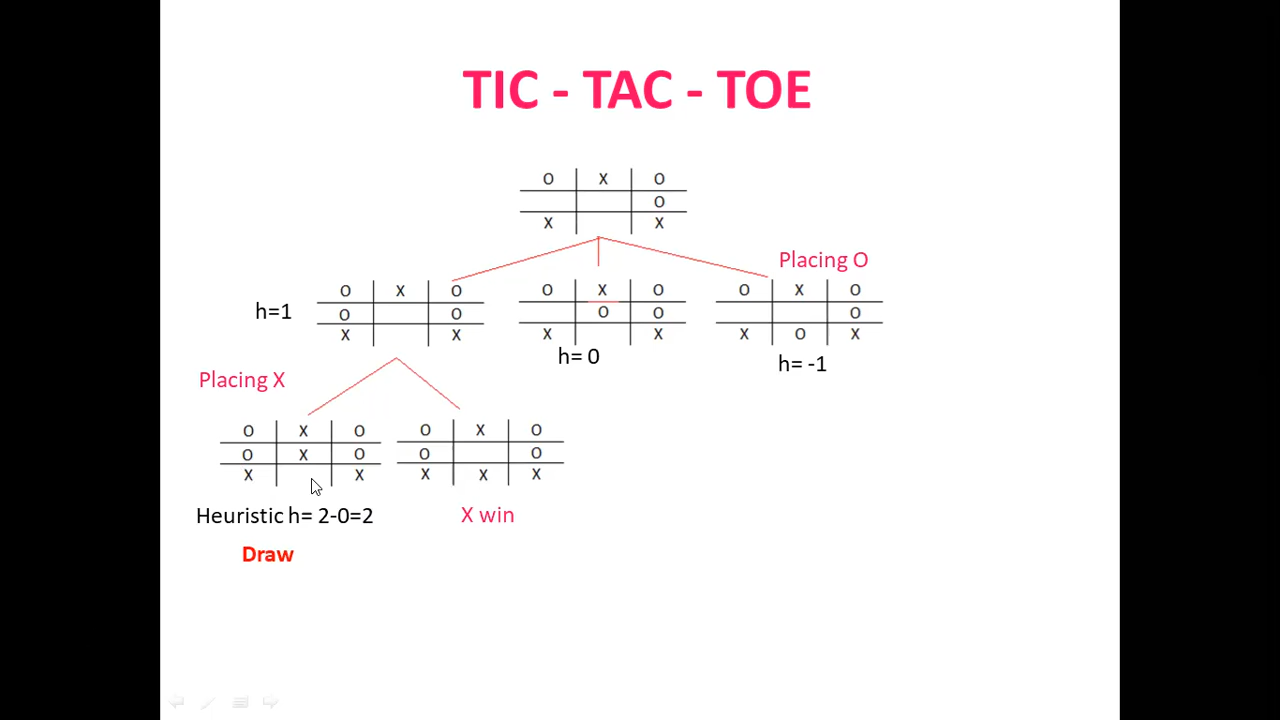 TIC - TAC - TOE
O X O
O
X X
Placing O
h=1
O X O
O O
X X
O X O
O O
X X
h= 0
O X O
O
X O X
h= -1
Placing X
O X O
O X O
X X
Heuristic h= 2-0=2
Draw
O X O
O O
X X X
X win